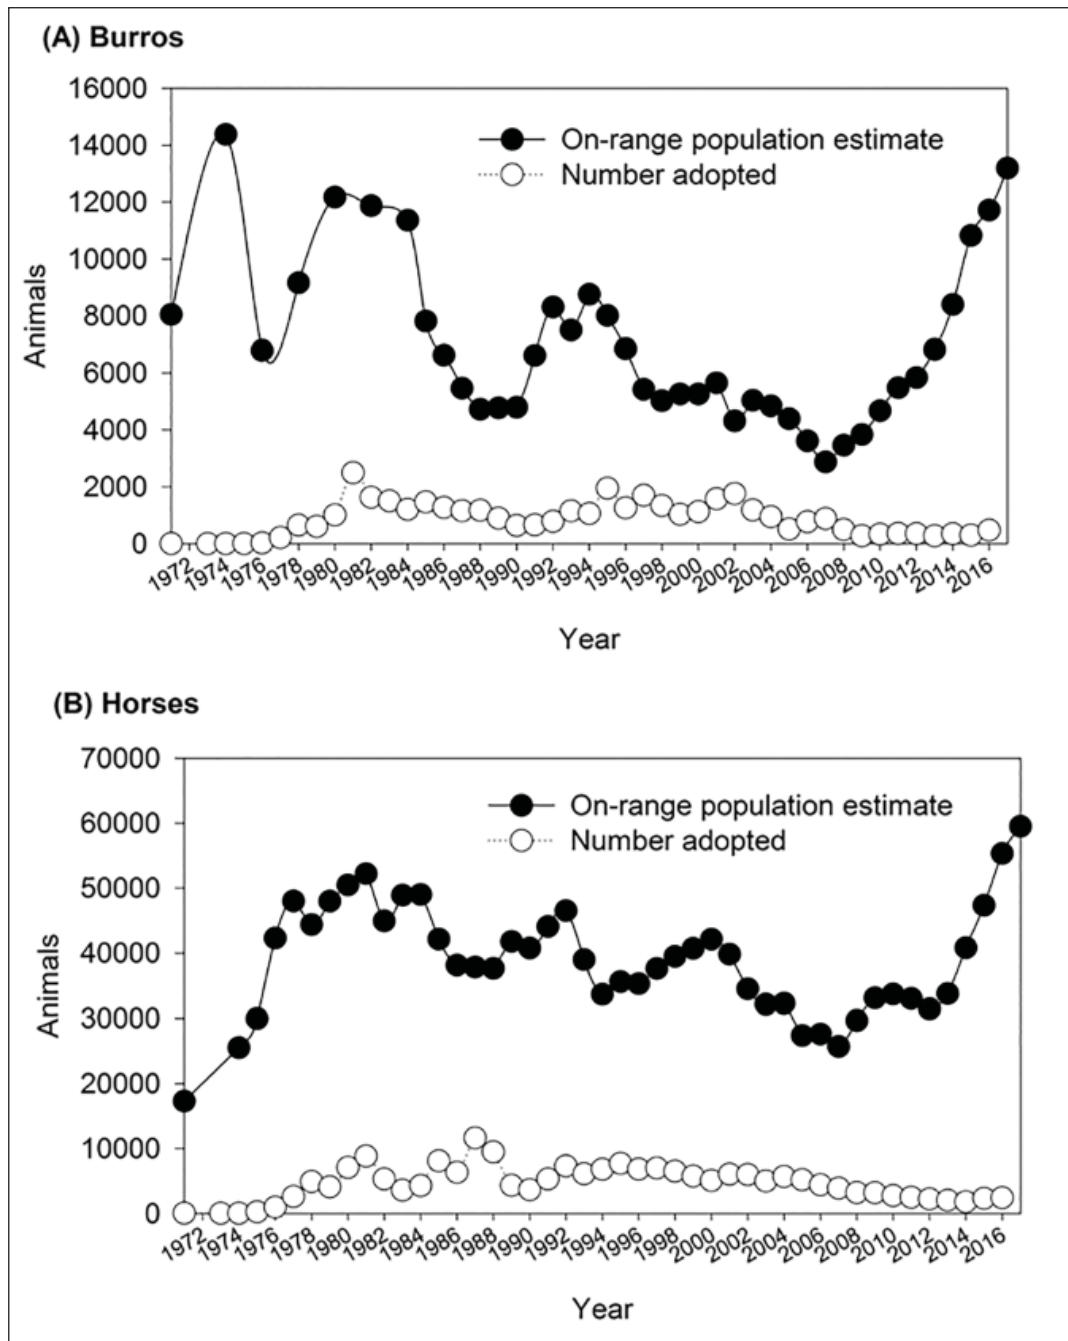 (A) Burros
16000
14000
12000
10000
8000
6000
4000
2000
0
Animals
On-range population estimate
Number adopted
1972 1974 1976 1978 1980 1982 1984 1986 1988 1990 1992 1994 1996 1998 2000 2002 2004 2006 2008 2010 2012 2014 2016
Year
(B) Horses
70000
60000
50000
40000
30000
20000
10000
0
Animals
On-range population estimate
Number adopted
1972 1974 1976 1978 1980 1982 1984 1986 1988 1990 1992 1994 1996 1998 2000 2002 2004 2006 2008 2010 2012 2014 2016
Year